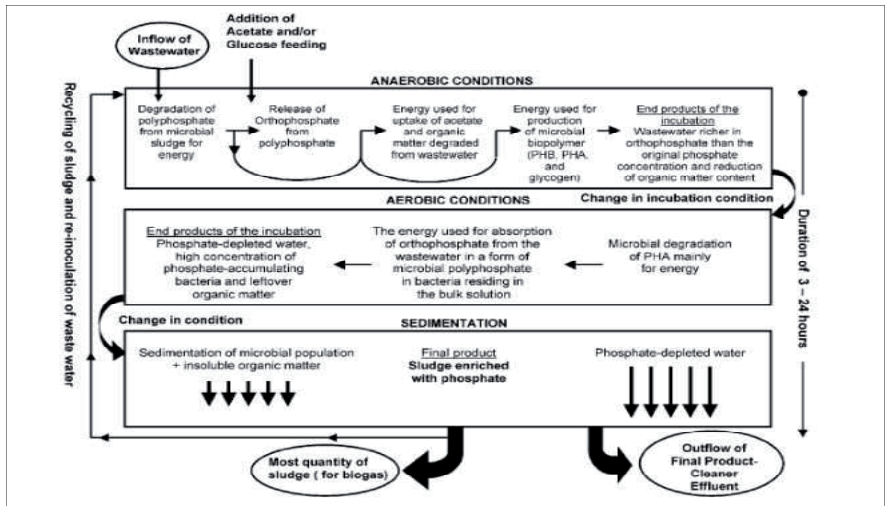 Inflow of
Wastewater
Addition of
Acetate and/or
Glucose feeding
ANAEROBIC CONDITIONS
Degradation of
polyphosphate
from microbial
sludge for
energy
Release of
Orthophosphate
from
polyphosphate
Energy used for
uptake of acetate
and organic
matter degraded
from wastewater
Energy used for
production
of microbial
biopolymer
(PHB, PHA,
and
glycogen)
End products of the
incubation
Wastewater richer in
orthophosphate than the
original phosphate
concentration and reduction
of organic matter content
Change in incubation condition
AEROBIC CONDITIONS
End products of the incubation
Phosphate-depleted water,
high concentration of
phosphate-accumulating
bacteria and leftover
organic matter
The energy used for absorption
of orthophosphate from the
wastewater in a form of
microbial polyphosphate
in bacteria residing in
the bulk solution
Microbial degradation
of PHA mainly
for energy
Change in condition
SEDIMENTATION
Sedimentation of microbial population
+ insoluble organic matter
Final product
Sludge enriched
with phosphate
Phosphate-depleted water
Most quantity of
sludge ( for biogas)
Outflow of
Final Product-
Cleaner
Effluent
Recycling of sludge and re-inoculation of waste water
Duration of 3 – 24 hours